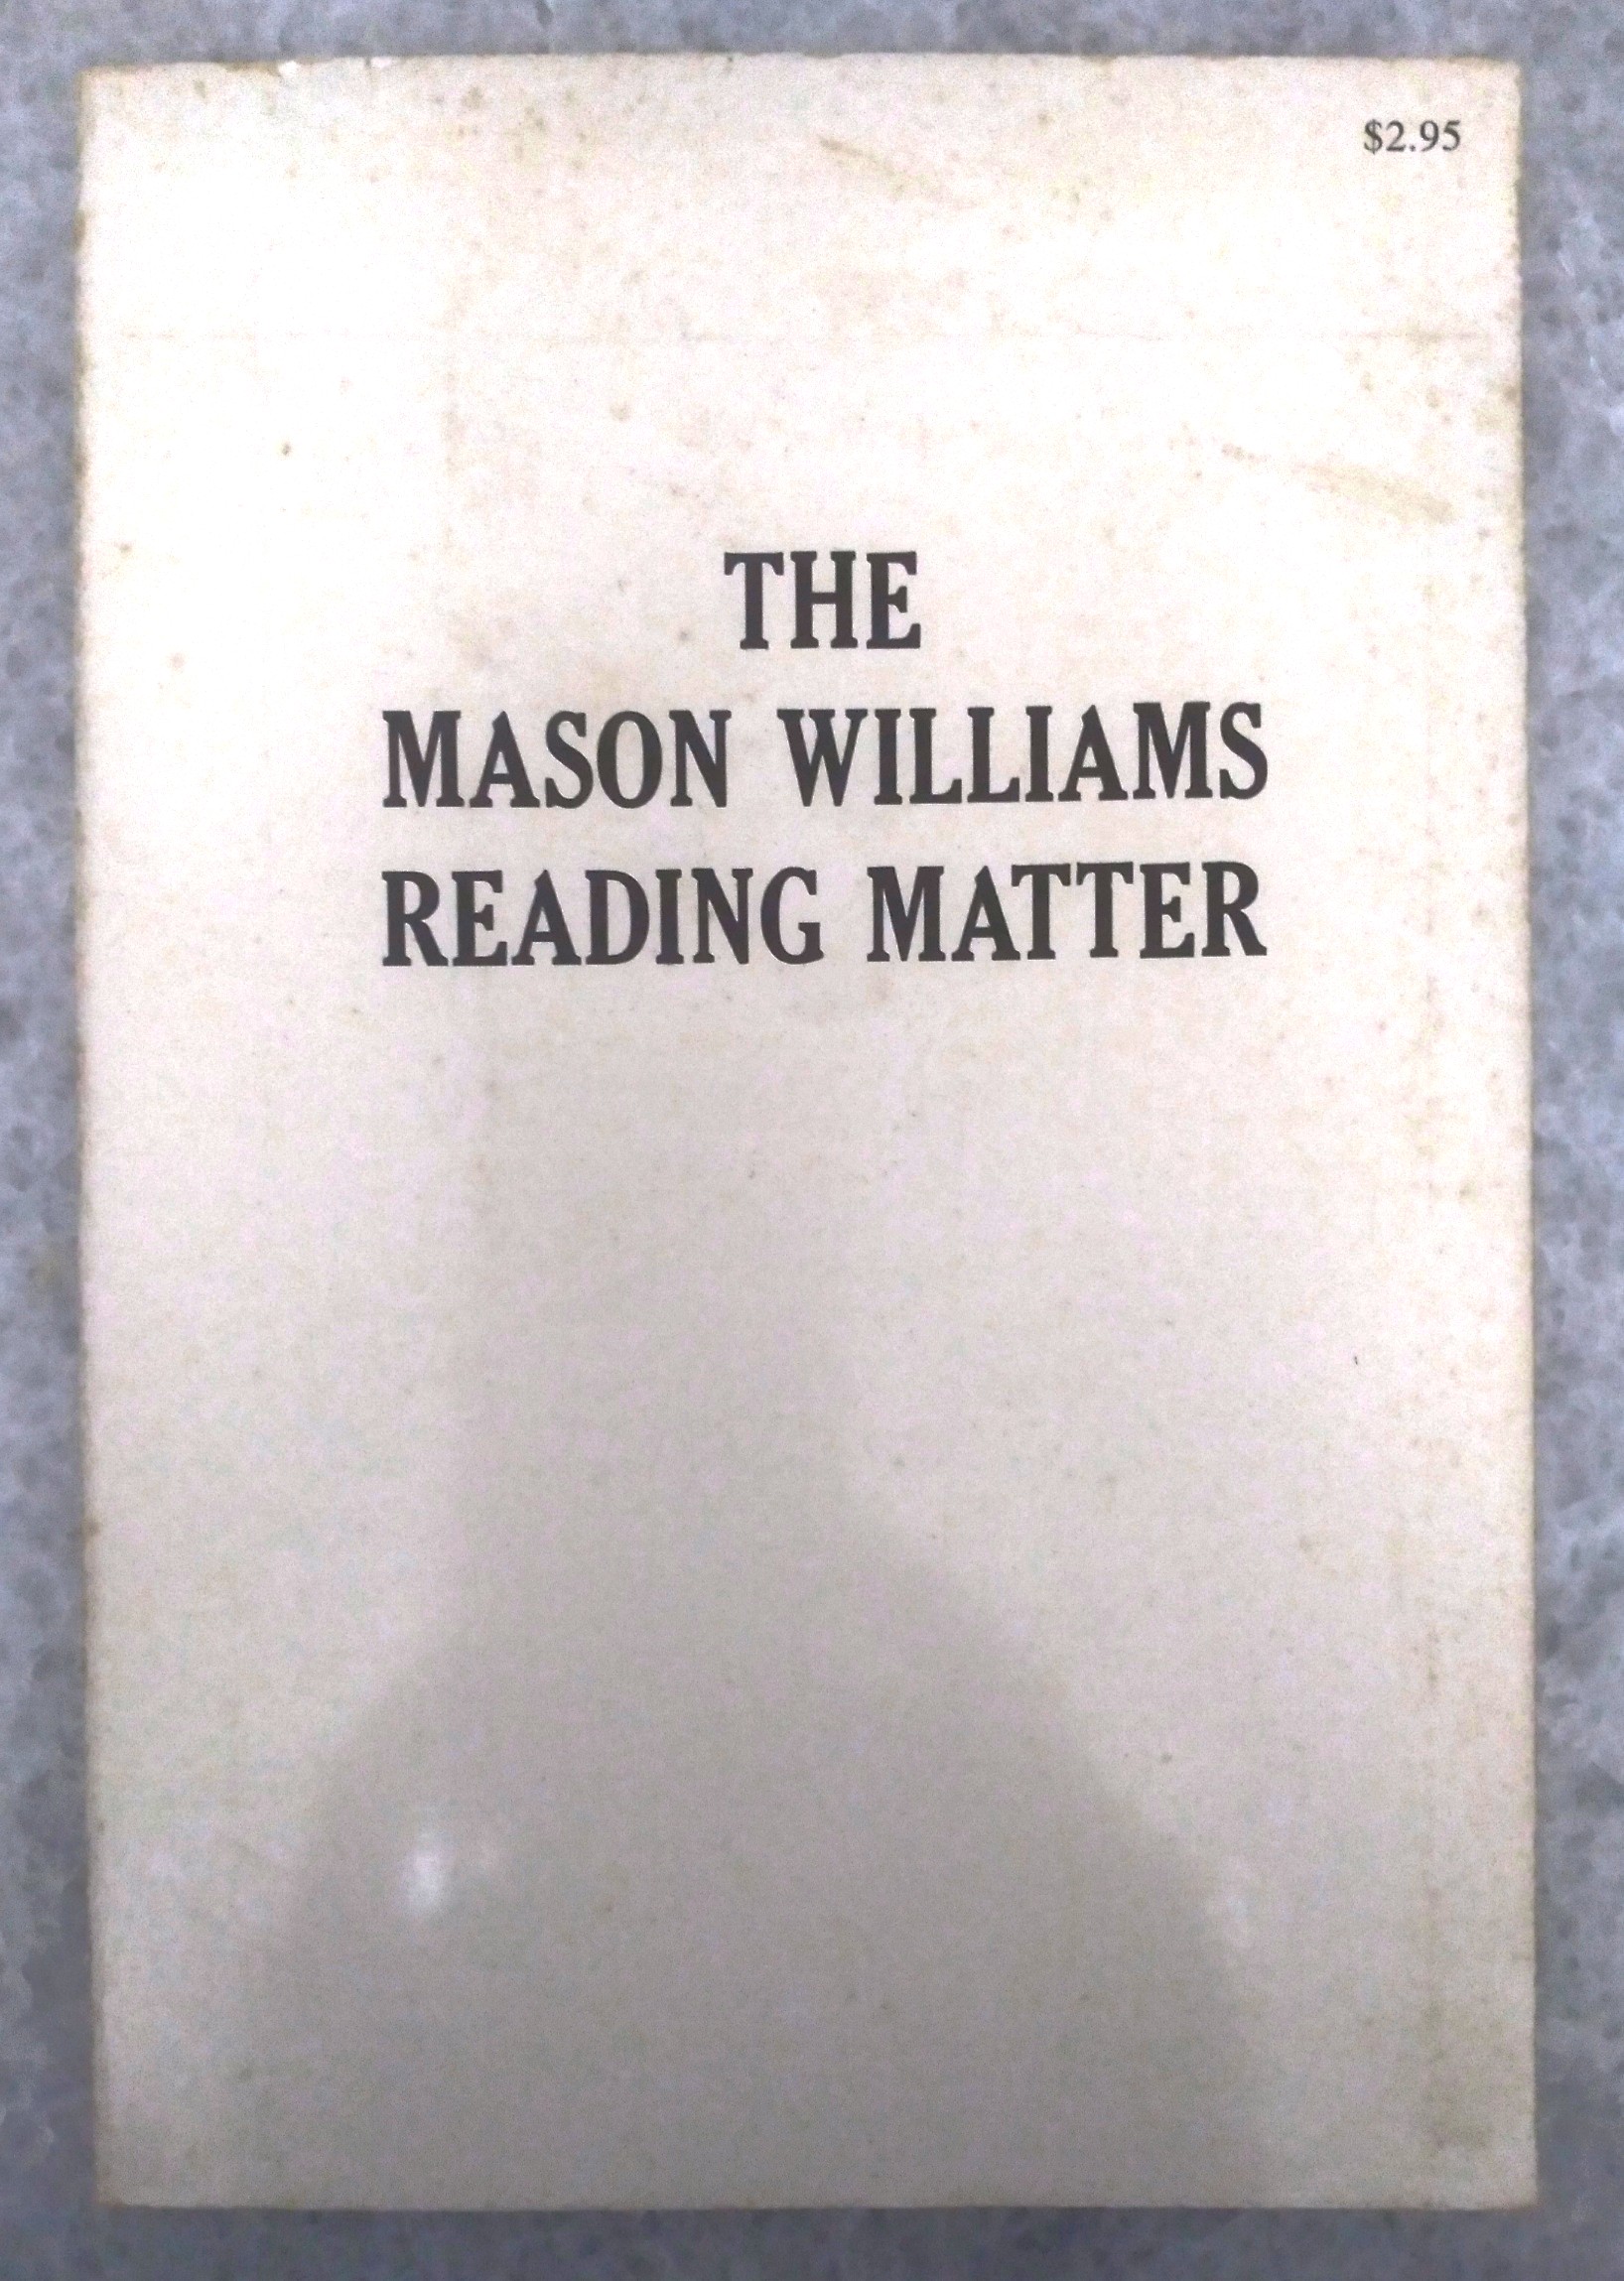 $2.95
THE
MASON WILLIAMS
READING MATTER